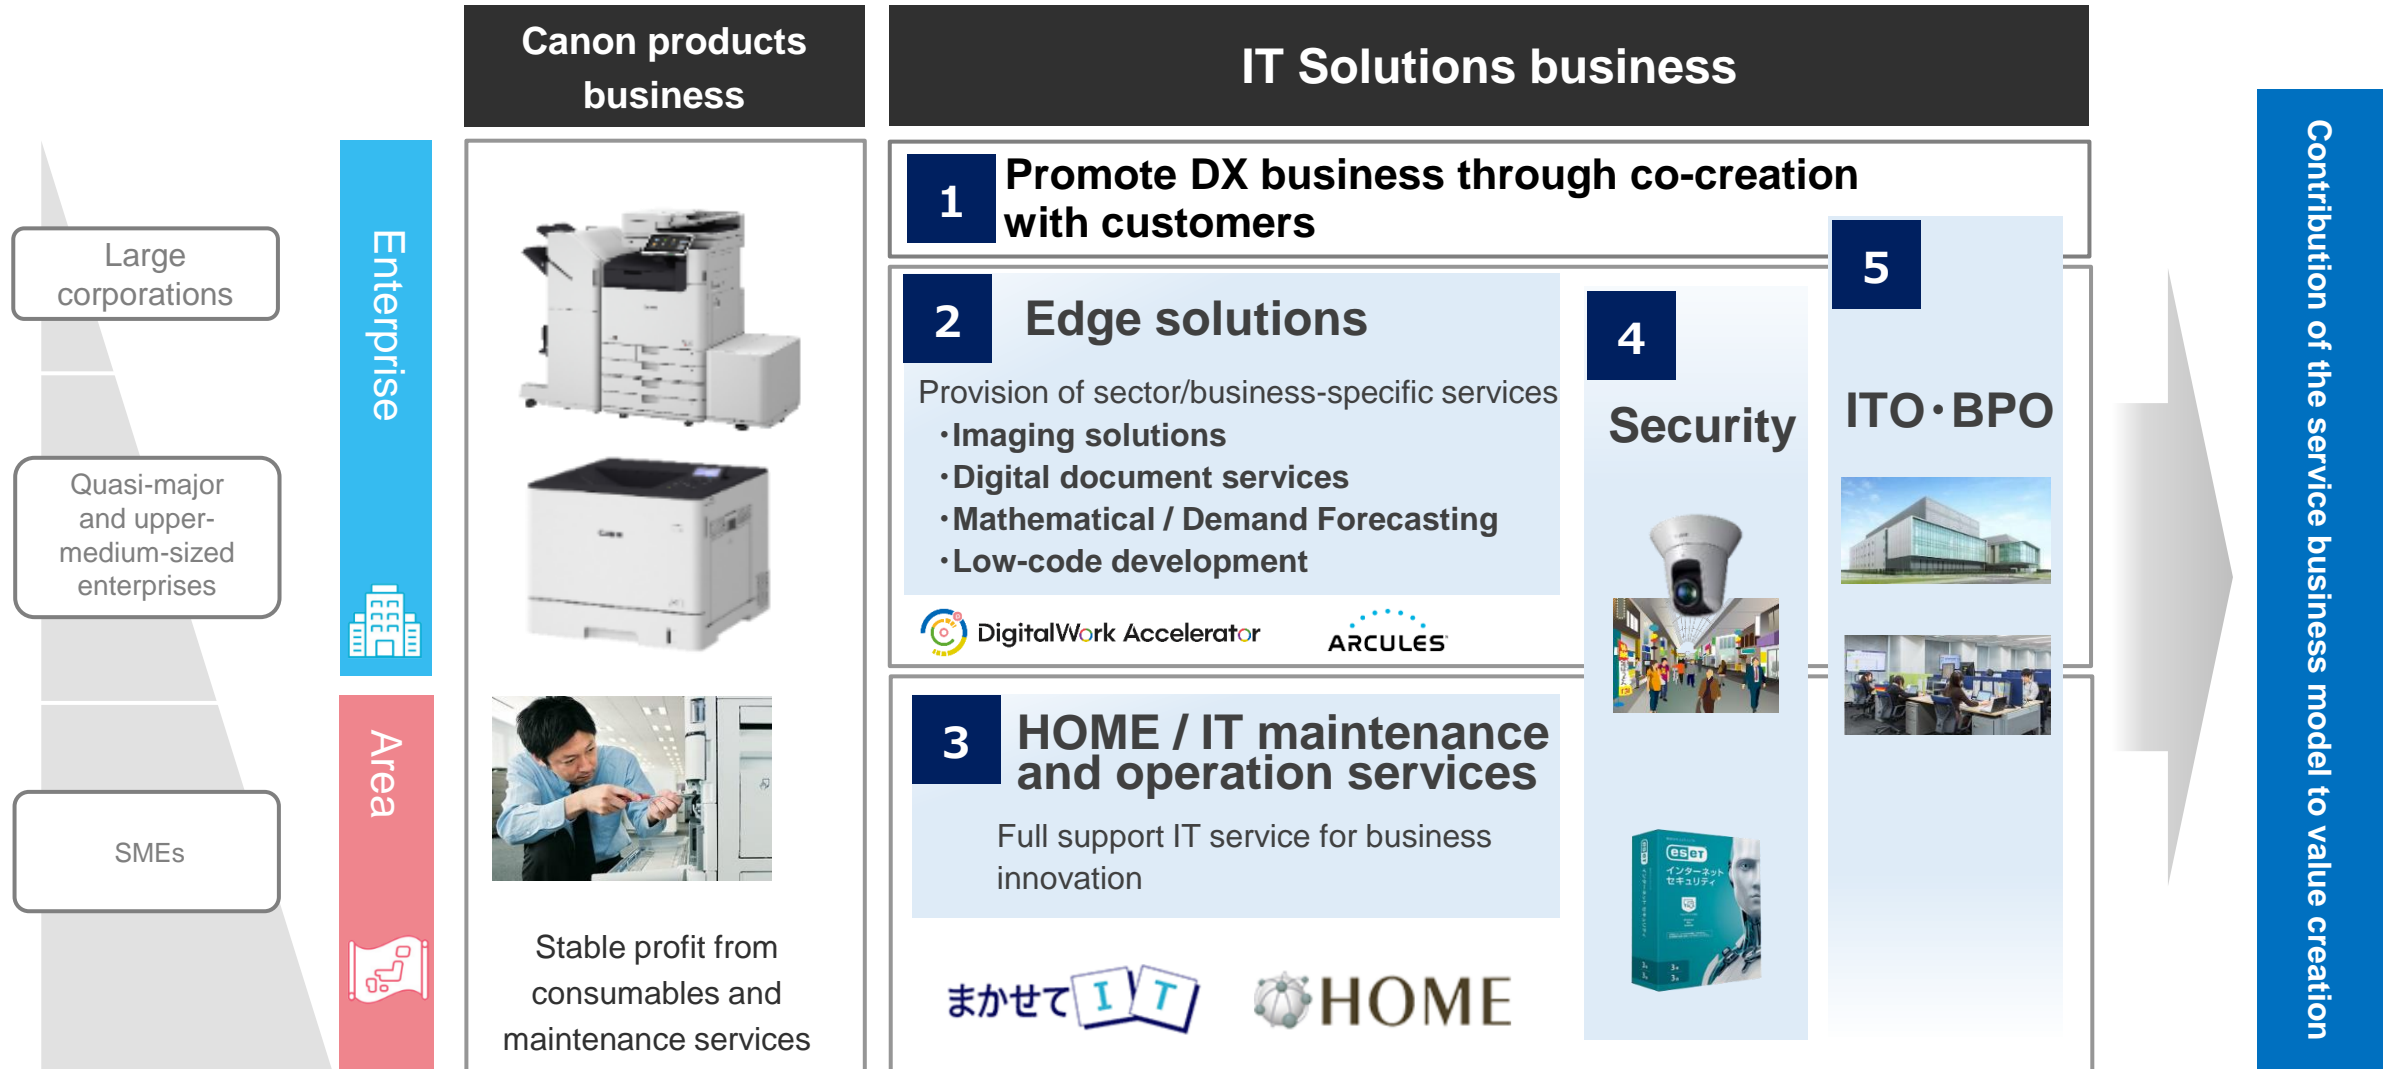 Canon products
business
IT Solutions business
Large
corporations
Quasi-major
and upper-
medium-sized
enterprises
SMEs
Enterprise
Area
Stable profit from
consumables and
maintenance services
1
Promote DX business through co-creation
with customers
2
Edge solutions
Provision of sector/business-specific services
・Imaging solutions
・Digital document services
・Mathematical / Demand Forecasting
・Low-code development
DigitalWork Accelerator
ARCULES
3
HOME / IT maintenance
and operation services
Full support IT service for business
innovation
まかせてIT
HOME
4
Security
eset
インターネット
セキュリティ
5
ITO・BPO
Contribution of the service business model to value creation